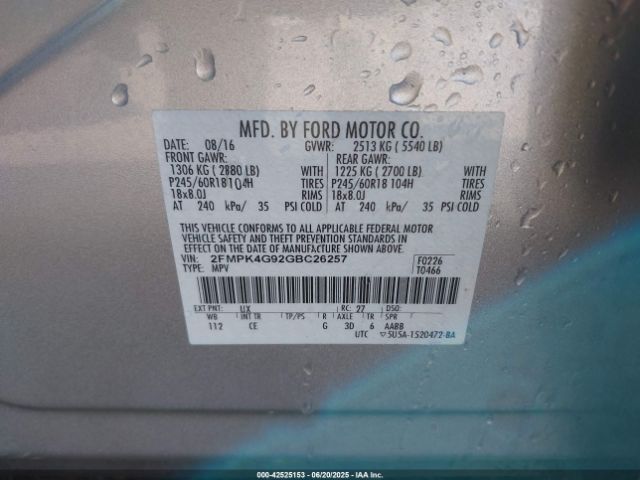 MFD. BY FORD MOTOR CO.
DATE: 08/16 GVWR: 2513 KG ( 5540 LB)
FRONT GAWR: REAR GAWR:
1306 KG ( 2880 LB) WITH 1225 KG ( 2700 LB) WITH
P245/60R18 104H TIRES P245/60R18 104H TIRES
18x8.0J RIMS 18x8.0J RIMS
AT 240 kPa/ 35 PSI COLD AT 240 kPa/ 35 PSI COLD
THIS VEHICLE CONFORMS TO ALL APPLICABLE FEDERAL MOTOR
VEHICLE SAFETY AND THEFT PREVENTION STANDARDS IN
EFFECT ON THE DATE OF MANUFACTURE SHOWN ABOVE.
VIN: 2FMPK4G92GBC26257 F0226
TYPE: MPV T0466
EXT PNT: UX RC: 27 DSO:
WB INT TR TP/PS R AXLE TR SPR
112 CE G 3D 6 AABB
UTC ▽5U5A-1520472-BA
000-42525153 - 06/20/2025 - IAA Inc.